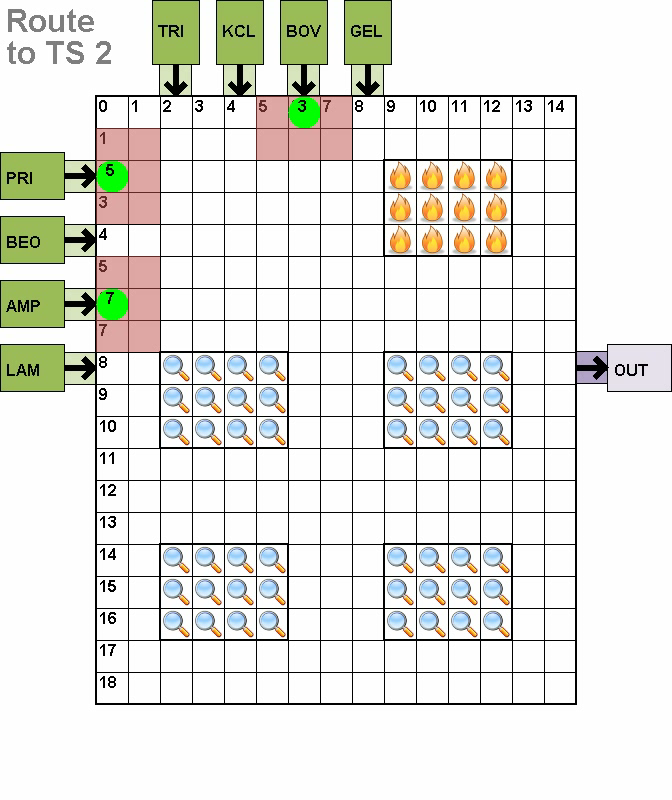 Route
to TS 2
TRI KCL BOV GEL
0 1 2 3 4 5 3 7 8 9 10 11 12 13 14
1
PRI 5
3
BEO 4
5
AMP 7
7
LAM 8 OUT
9
10
11
12
13
14
15
16
17
18